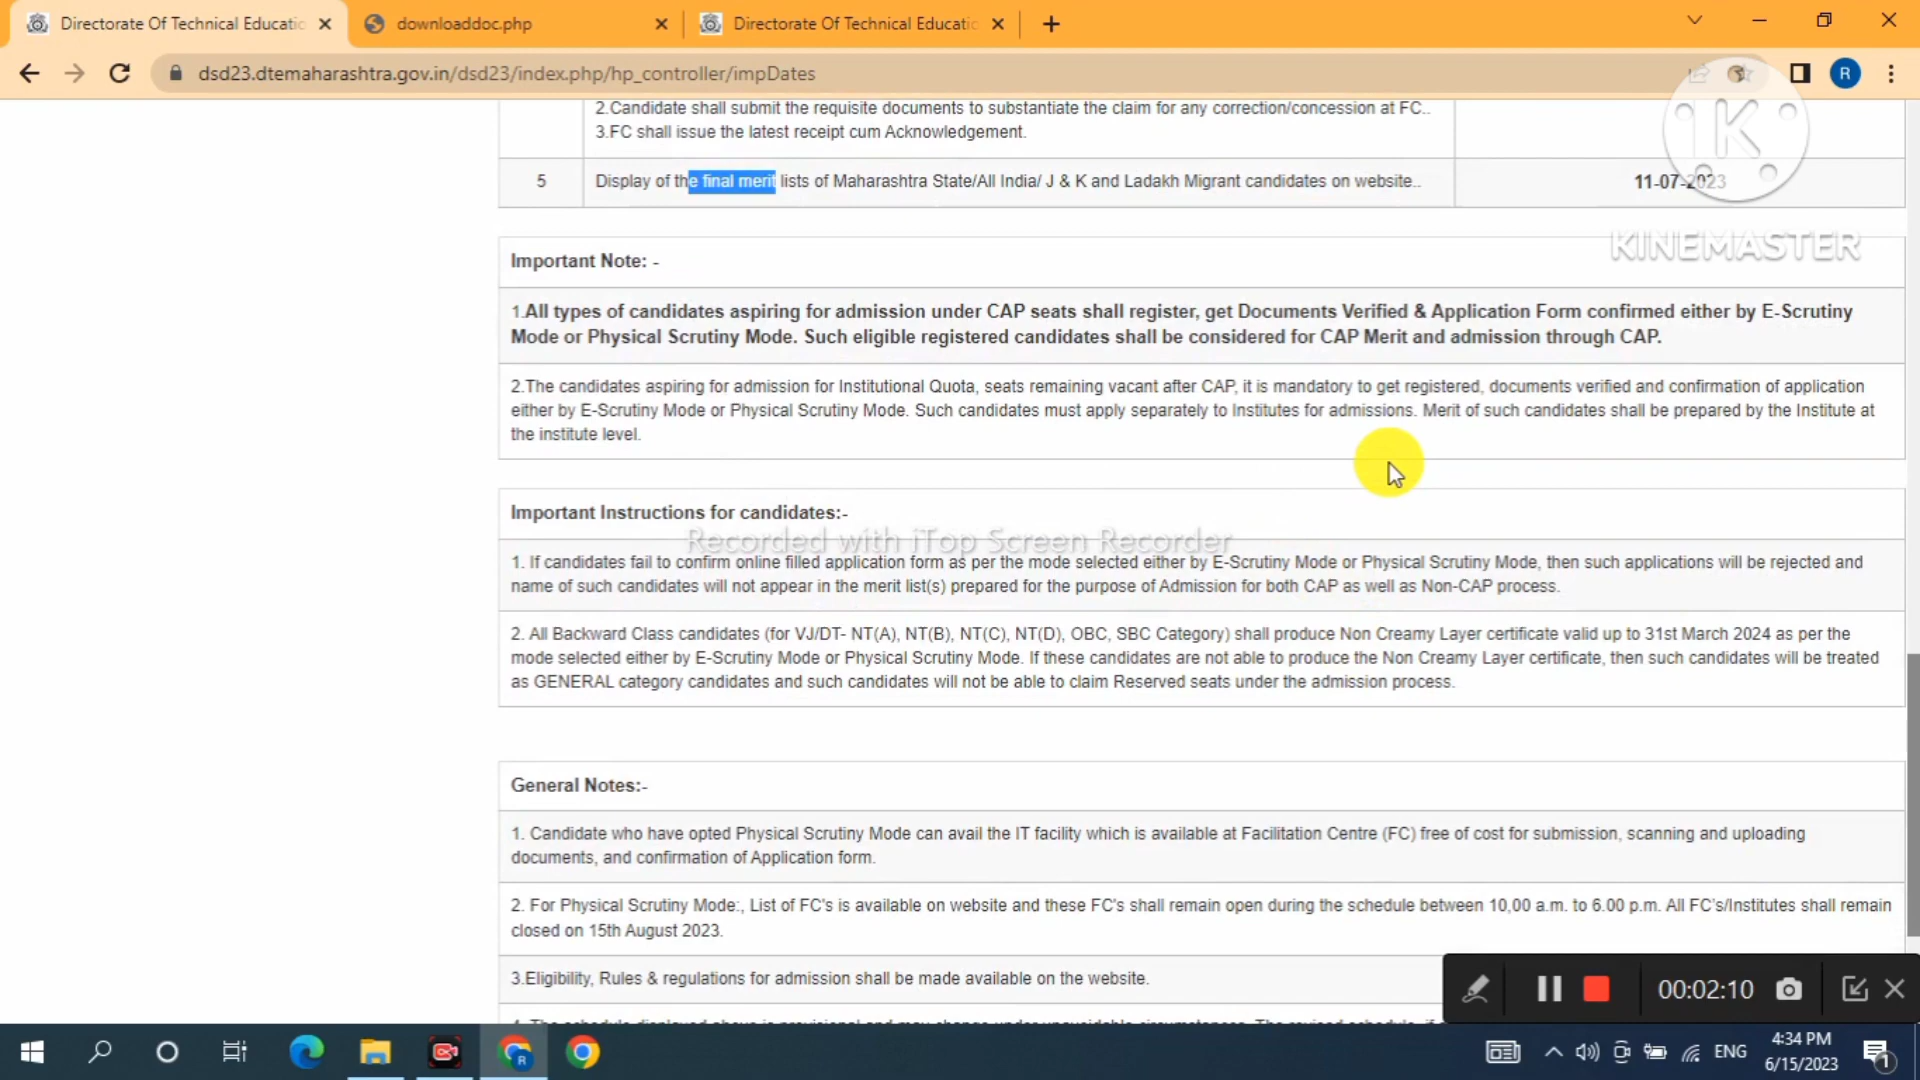 Directorate Of Technical Educatic
downloaddoc.php
Directorate Of Technical Educatic
dsd23.dtemaharashtra.gov.in/dsd23/index.php/hp_controller/impDates
R
2.Candidate shall submit the requisite documents to substantiate the claim for any correction/concession at FC..
3.FC shall issue the latest receipt cum Acknowledgement.
5 Display of the final merit lists of Maharashtra State/All India/ J & K and Ladakh Migrant candidates on website.. 11-07-2023
K
KINEMASTER
Important Note: -
1.All types of candidates aspiring for admission under CAP seats shall register, get Documents Verified & Application Form confirmed either by E-Scrutiny
Mode or Physical Scrutiny Mode. Such eligible registered candidates shall be considered for CAP Merit and admission through CAP.
2.The candidates aspiring for admission for Institutional Quota, seats remaining vacant after CAP, it is mandatory to get registered, documents verified and confirmation of application
either by E-Scrutiny Mode or Physical Scrutiny Mode. Such candidates must apply separately to Institutes for admissions. Merit of such candidates shall be prepared by the Institute at
the institute level.
Important Instructions for candidates:-
Recorded with iTop Screen Recorder
1. If candidates fail to confirm online filled application form as per the mode selected either by E-Scrutiny Mode or Physical Scrutiny Mode, then such applications will be rejected and
name of such candidates will not appear in the merit list(s) prepared for the purpose of Admission for both CAP as well as Non-CAP process.
2. All Backward Class candidates (for VJ/DT- NT(A), NT(B), NT(C), NT(D), OBC, SBC Category) shall produce Non Creamy Layer certificate valid up to 31st March 2024 as per the
mode selected either by E-Scrutiny Mode or Physical Scrutiny Mode. If these candidates are not able to produce the Non Creamy Layer certificate, then such candidates will be treated
as GENERAL category candidates and such candidates will not be able to claim Reserved seats under the admission process.
General Notes:-
1. Candidate who have opted Physical Scrutiny Mode can avail the IT facility which is available at Facilitation Centre (FC) free of cost for submission, scanning and uploading
documents, and confirmation of Application form.
2. For Physical Scrutiny Mode:, List of FC's is available on website and these FC's shall remain open during the schedule between 10,00 a.m. to 6.00 p.m. All FC's/Institutes shall remain
closed on 15th August 2023.
3.Eligibility, Rules & regulations for admission shall be made available on the website.
4. The schedule displayed above is provisional and may change under unavoidable circumstances. The revised schedule, if
00:02:10
R
ENG
4:34 PM
6/15/2023
1